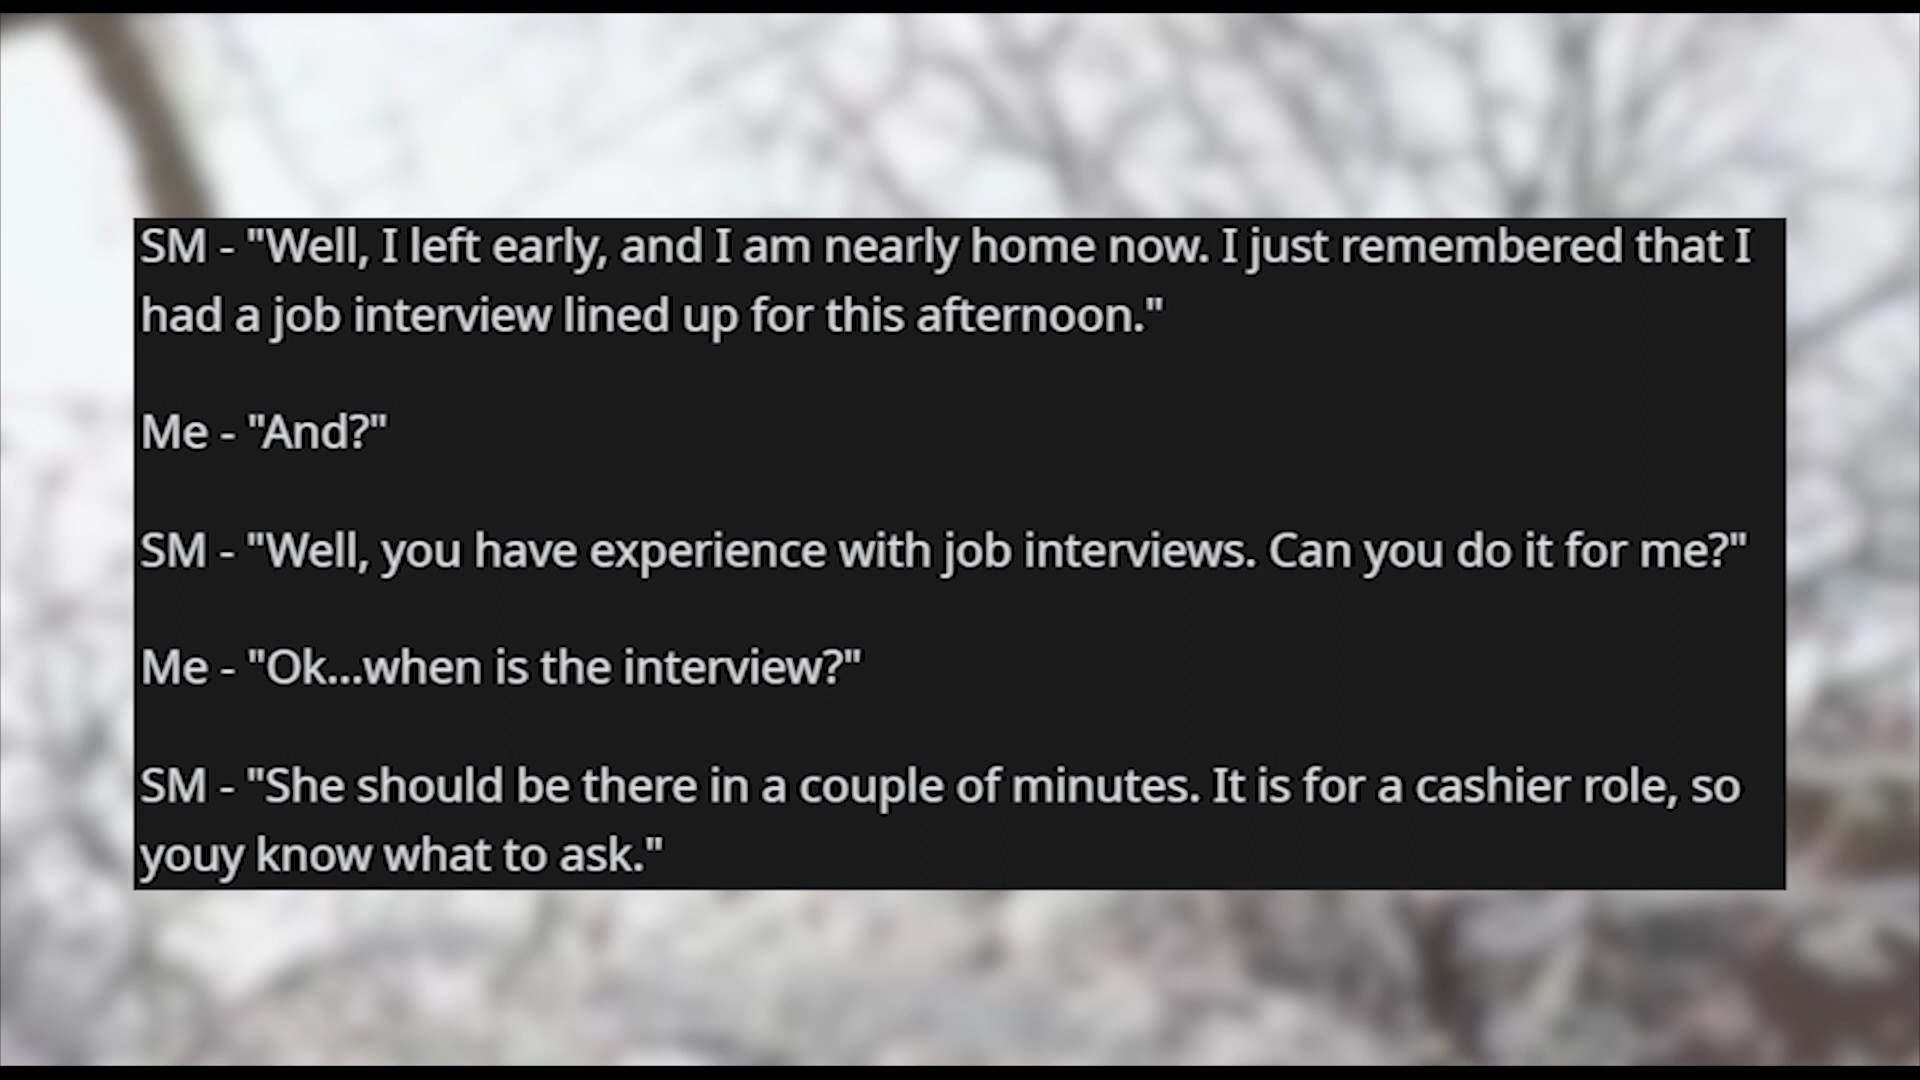 SM - "Well, I left early, and I am nearly home now. I just remembered that I
had a job interview lined up for this afternoon."
Me - "And?"
SM - "Well, you have experience with job interviews. Can you do it for me?"
Me - "Ok...when is the interview?"
SM - "She should be there in a couple of minutes. It is for a cashier role, so
youy know what to ask."